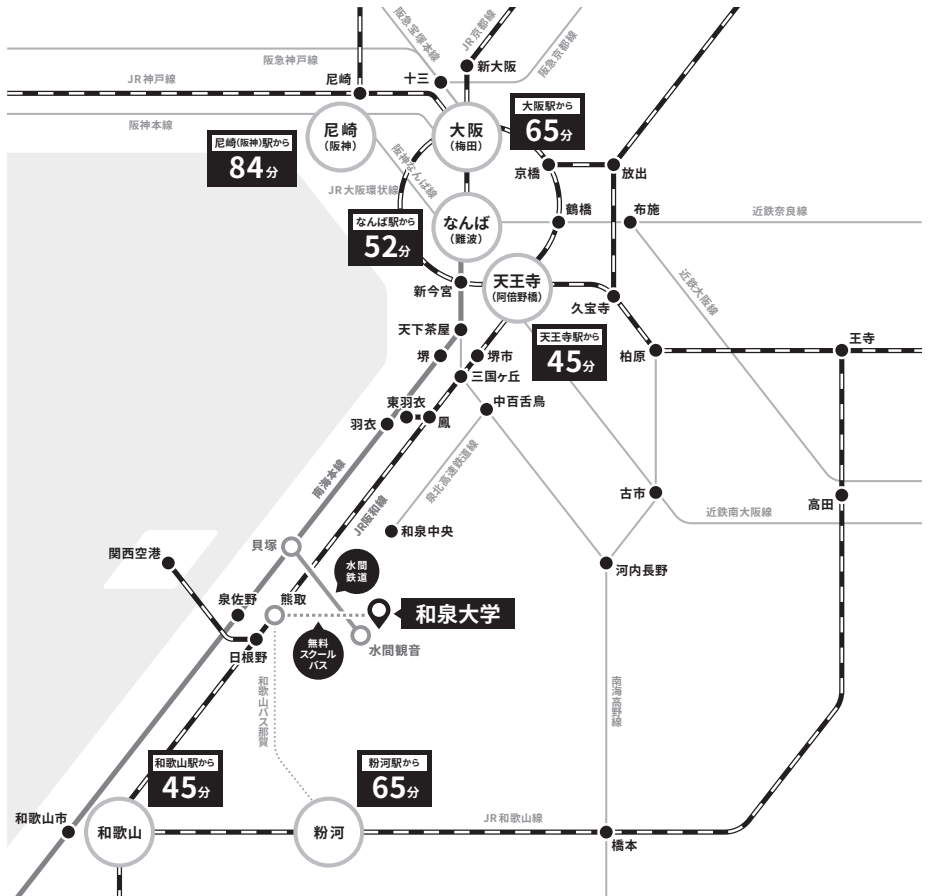 阪急宝塚本線
JR京都線
阪急京都線
阪急神戸線
新大阪
十三
尼崎
JR神戸線
阪神本線
尼崎
(阪神)
大阪
(梅田)
大阪駅から
65分
尼崎(阪神)駅から
84分
阪神なんば線
京橋
放出
JR大阪環状線
なんば駅から
52分
なんば
(難波)
鶴橋
布施
近鉄奈良線
新今宮
天王寺
(阿倍野橋)
久宝寺
近鉄大阪線
天下茶屋
天王寺駅から
45分
王寺
堺
堺市
柏原
三国ヶ丘
東羽衣
羽衣
鳳
中百舌鳥
南海本線
泉北高速鉄道線
JR阪和線
古市
高田
近鉄南大阪線
和泉中央
貝塚
関西空港
水間
鉄道
河内長野
泉佐野
熊取
和泉大学
日根野
無料
スクール
バス
水間観音
和歌山バス那賀
南海高野線
和歌山駅から
45分
粉河駅から
65分
和歌山市
和歌山
粉河
JR和歌山線
橋本